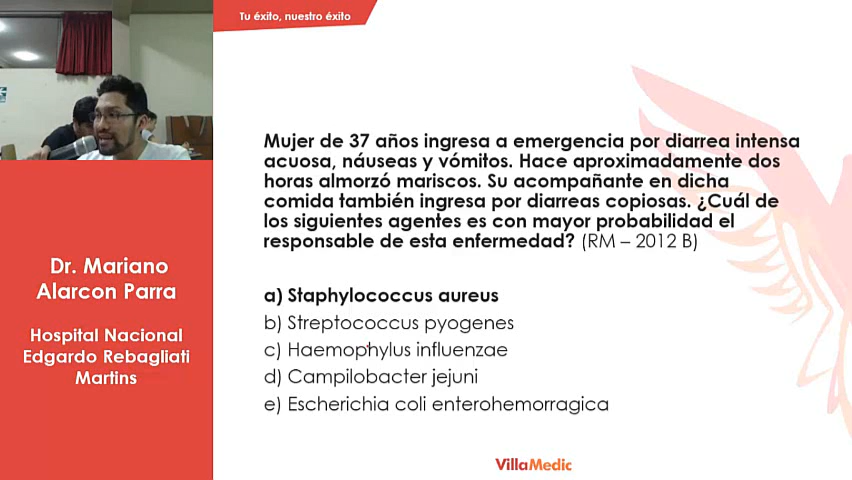 Tu éxito, nuestro éxito
Mujer de 37 años ingresa a emergencia por diarrea intensa
acuosa, náuseas y vómitos. Hace aproximadamente dos
horas almorzó mariscos. Su acompañante en dicha
comida también ingresa por diarreas copiosas. ¿Cuál de
los siguientes agentes es con mayor probabilidad el
responsable de esta enfermedad? (RM – 2012 B)
a) Staphylococcus aureus
b) Streptococcus pyogenes
c) Haemophylus influenzae
d) Campilobacter jejuni
e) Escherichia coli enterohemorragica
Dr. Mariano
Alarcon Parra
Hospital Nacional
Edgardo Rebagliati
Martins
VillaMedic